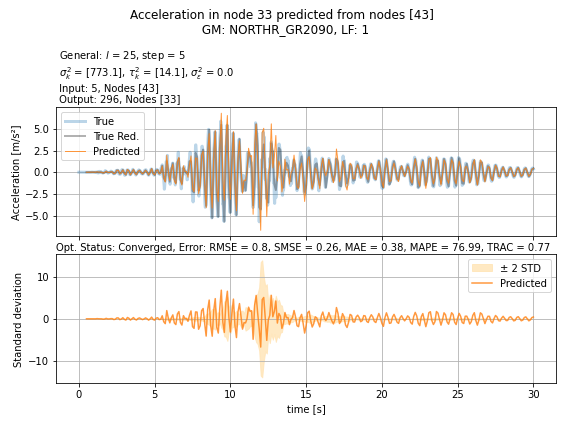 Acceleration in node 33 predicted from nodes [43]
GM: NORTHR_GR2090, LF: 1
General: l = 25, step = 5
σ²ₖ = [773.1], τ²ₖ = [14.1], σ²ε = 0.0
Input: 5, Nodes [43]
Output: 296, Nodes [33]
Acceleration [m/s²]
5.0
2.5
0.0
−2.5
−5.0
True
True Red.
Predicted
Opt. Status: Converged, Error: RMSE = 0.8, SMSE = 0.26, MAE = 0.38, MAPE = 76.99, TRAC = 0.77
Standard deviation
10
0
−10
± 2 STD
Predicted
0 5 10 15 20 25 30
time [s]